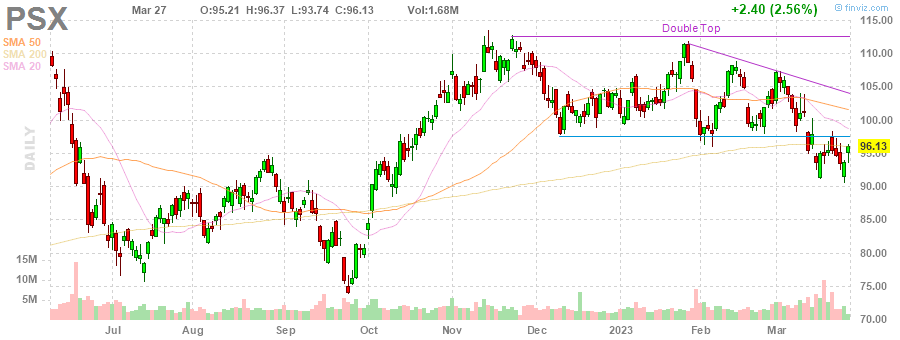 PSX Mar 27 O:95.21 H:96.37 L:93.74 C:96.13 Vol:1.68M +2.40 (2.56%) © finviz.com
SMA 50
SMA 200
SMA 20
Double Top
DAILY
115.00
110.00
105.00
100.00
96.13
95.00
90.00
85.00
80.00
75.00
70.00
15M
10M
5M
Jul Aug Sep Oct Nov Dec 2023 Feb Mar